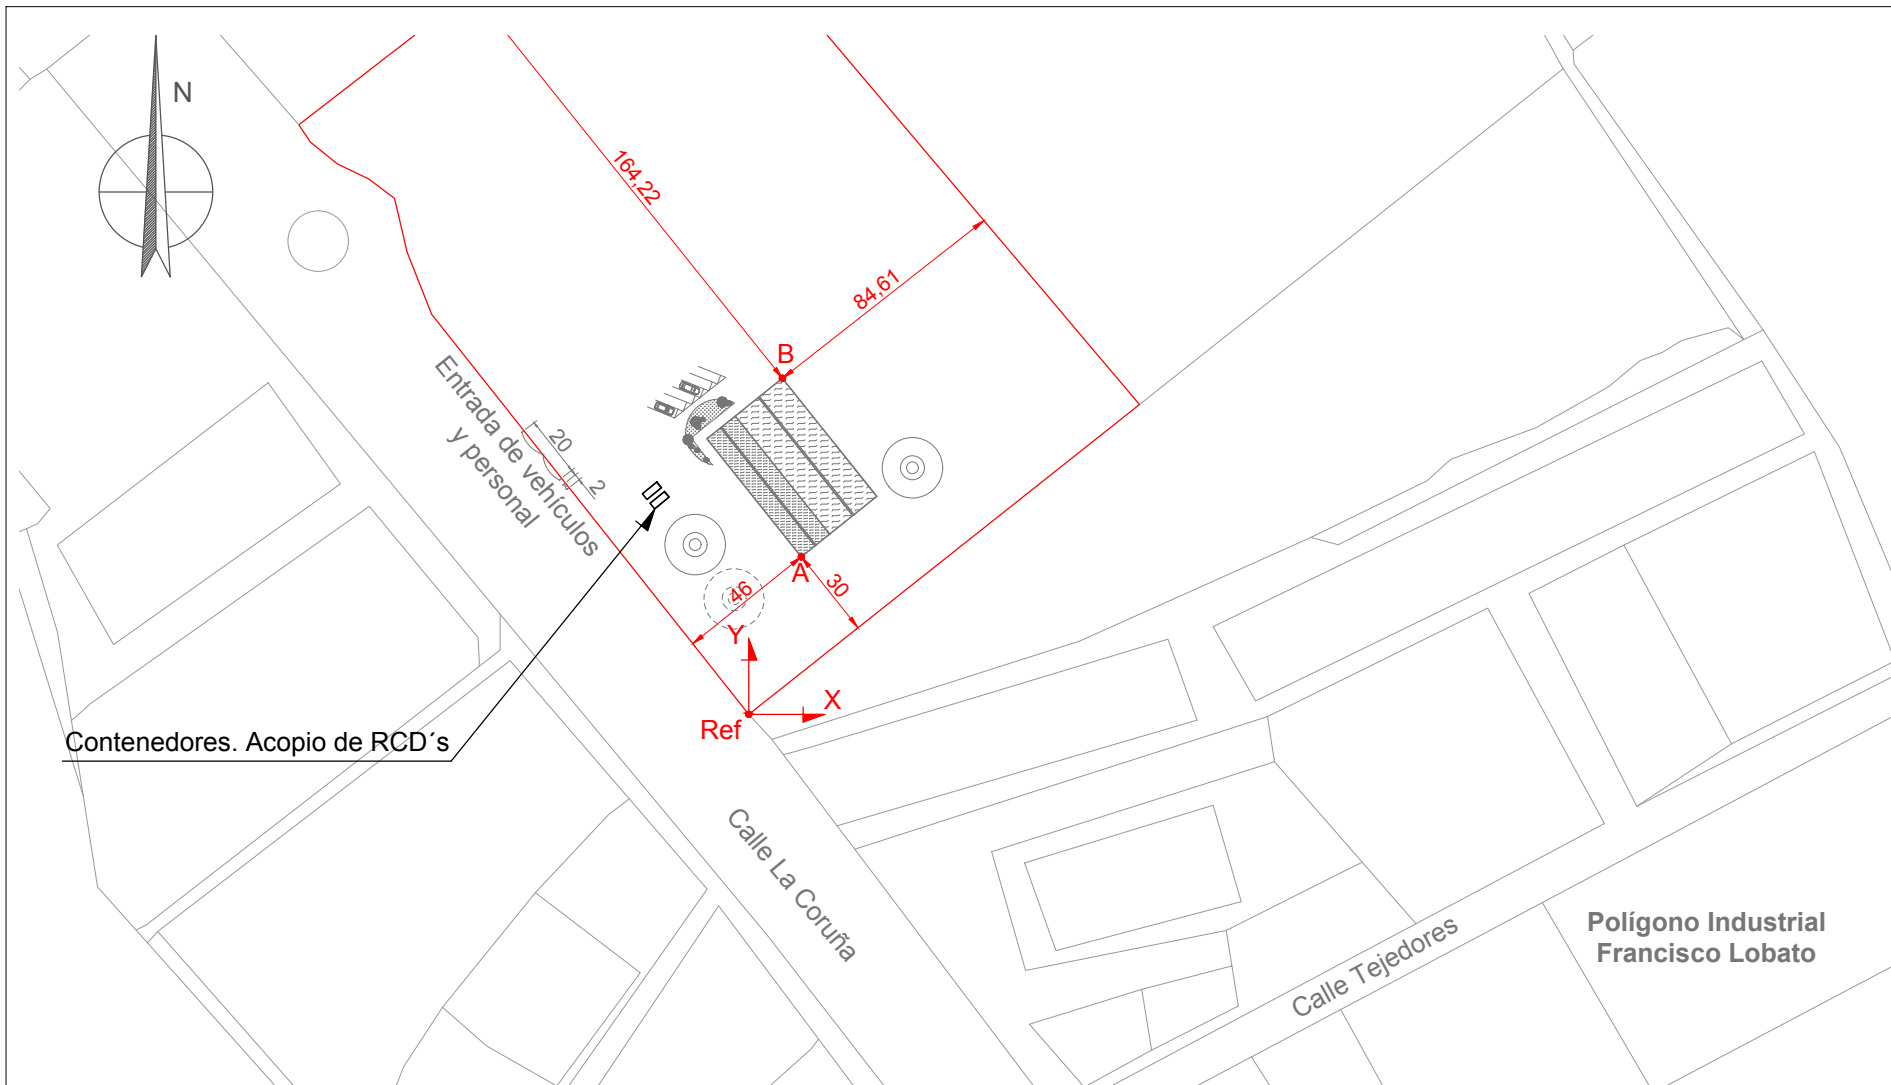 N
164,22
84,61
B
Entrada de vehículos
y personal
20
2
A
46
30
Y
X
Ref
Contenedores. Acopio de RCD´s
Calle La Coruña
Calle Tejedores
Polígono Industrial
Francisco Lobato